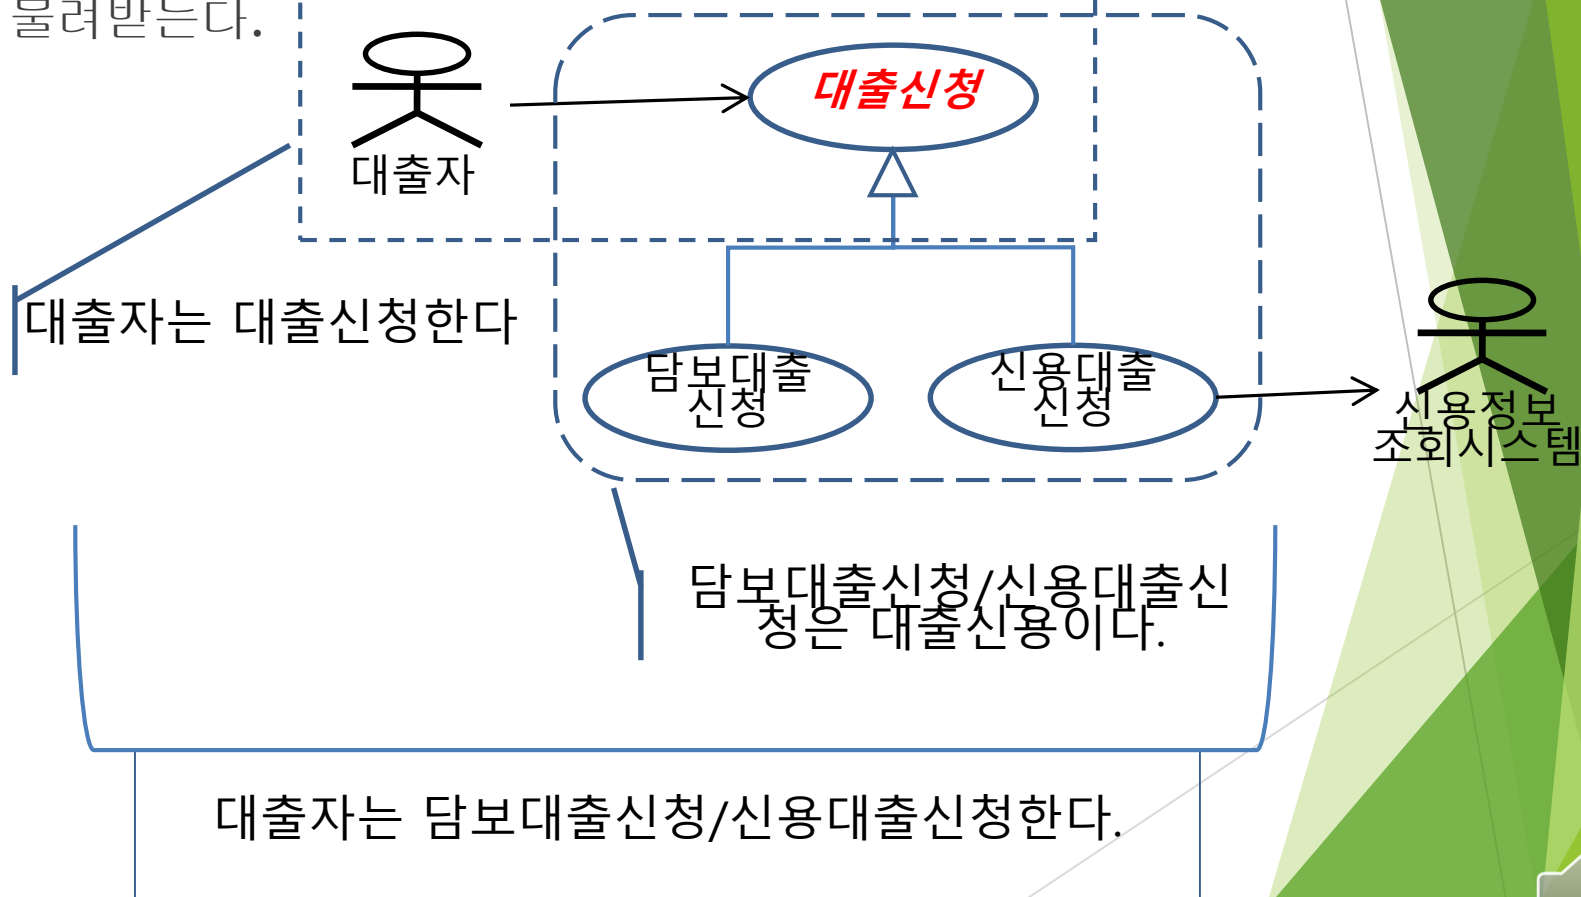 물려받는다.
대출신청
대출자
대출자는 대출신청한다
담보대출
신청
신용대출
신청
신용정보
조회시스템
담보대출신청/신용대출신
청은 대출신용이다.
대출자는 담보대출신청/신용대출신청한다.